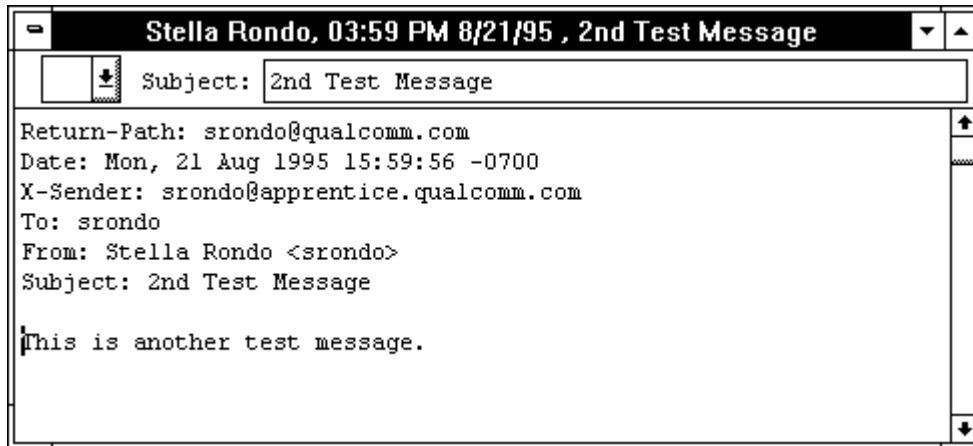 Stella Rondo, 03:59 PM 8/21/95 , 2nd Test Message
Subject: 2nd Test Message
Return-Path: srondo@qualcomm.com
Date: Mon, 21 Aug 1995 15:59:56 -0700
X-Sender: srondo@apprentice.qualcomm.com
To: srondo
From: Stella Rondo <srondo>
Subject: 2nd Test Message
This is another test message.